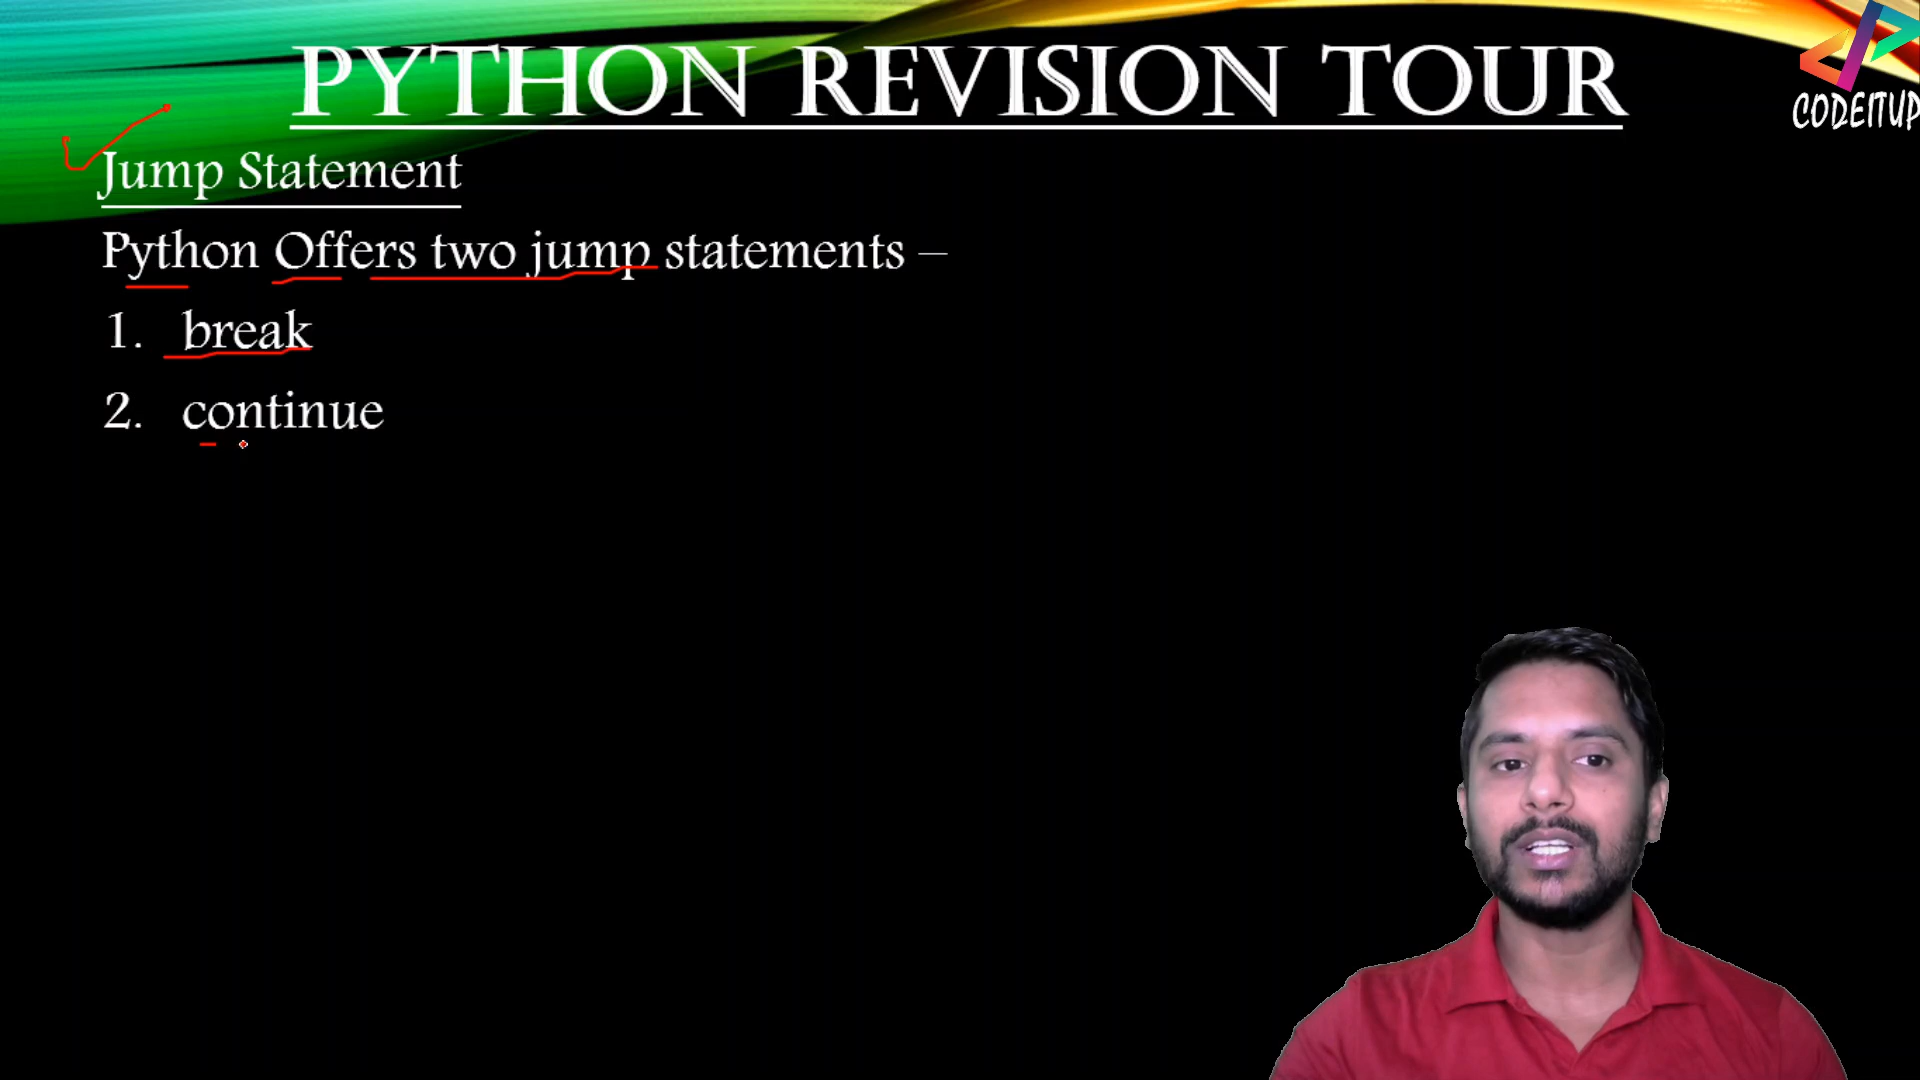 PYTHON REVISION TOUR
CODEITUP
Jump Statement
Python Offers two jump statements –
1. break
2. continue